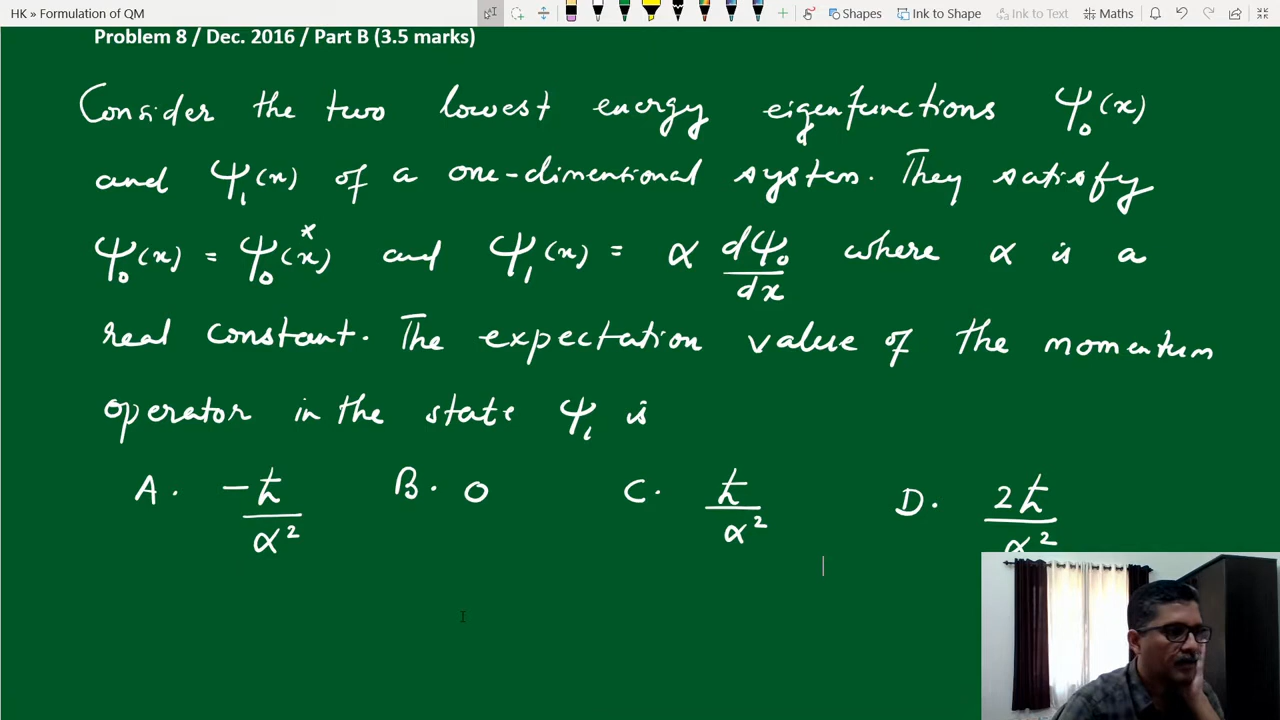 HK » Formulation of QM
Shapes Ink to Shape Ink to Text Maths
Problem 8 / Dec. 2016 / Part B (3.5 marks)
Consider the two lowest energy eigenfunctions ψ₀(x)
and ψ₁(x) of a one-dimentional system. They satisfy
ψ₀(x) = ψ₀(x*) and ψ₁(x) = α dψ₀/dx where α is a
real constant. The expectation value of the momentum
operator in the state ψ₁ is
A. -ħ/α² B. 0 C. ħ/α² D. 2ħ/α²